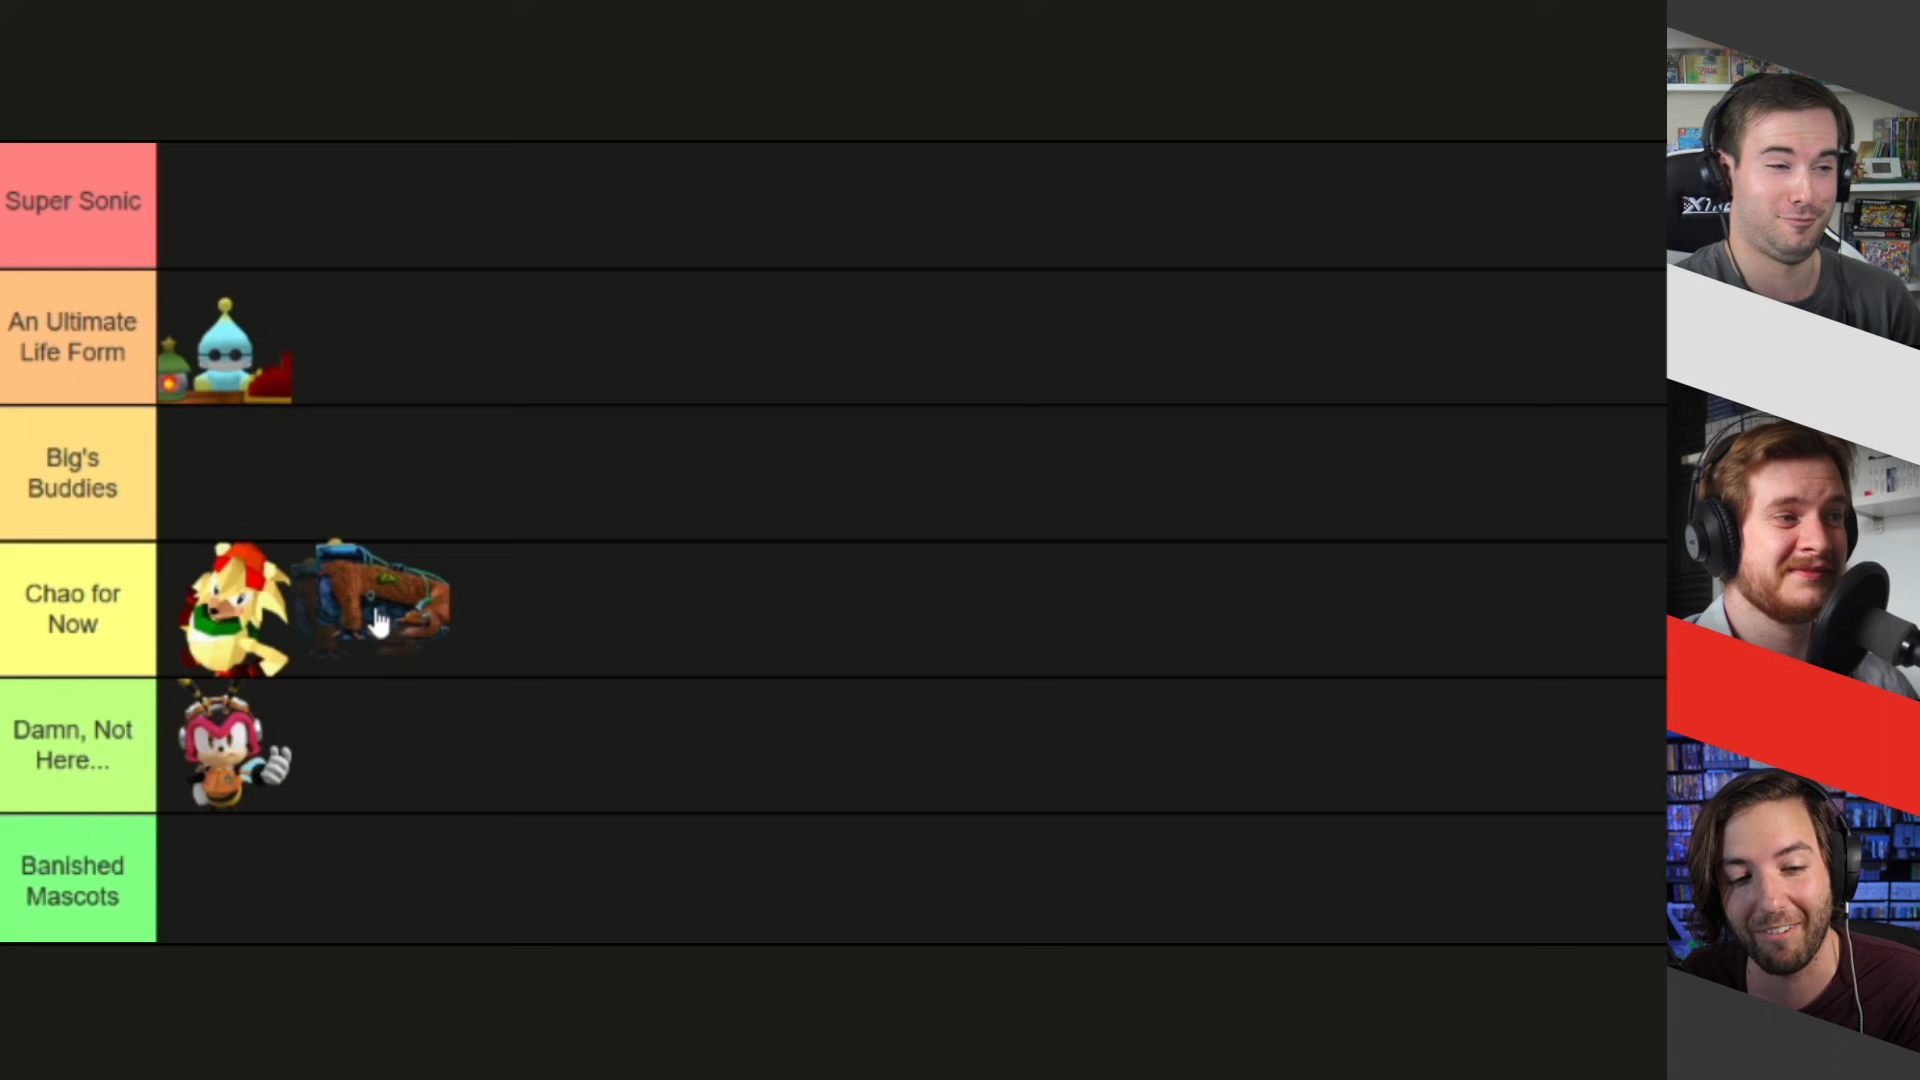 Super Sonic
An Ultimate
Life Form
Big's
Buddies
Chao for
Now
Damn, Not
Here...
Banished
Mascots